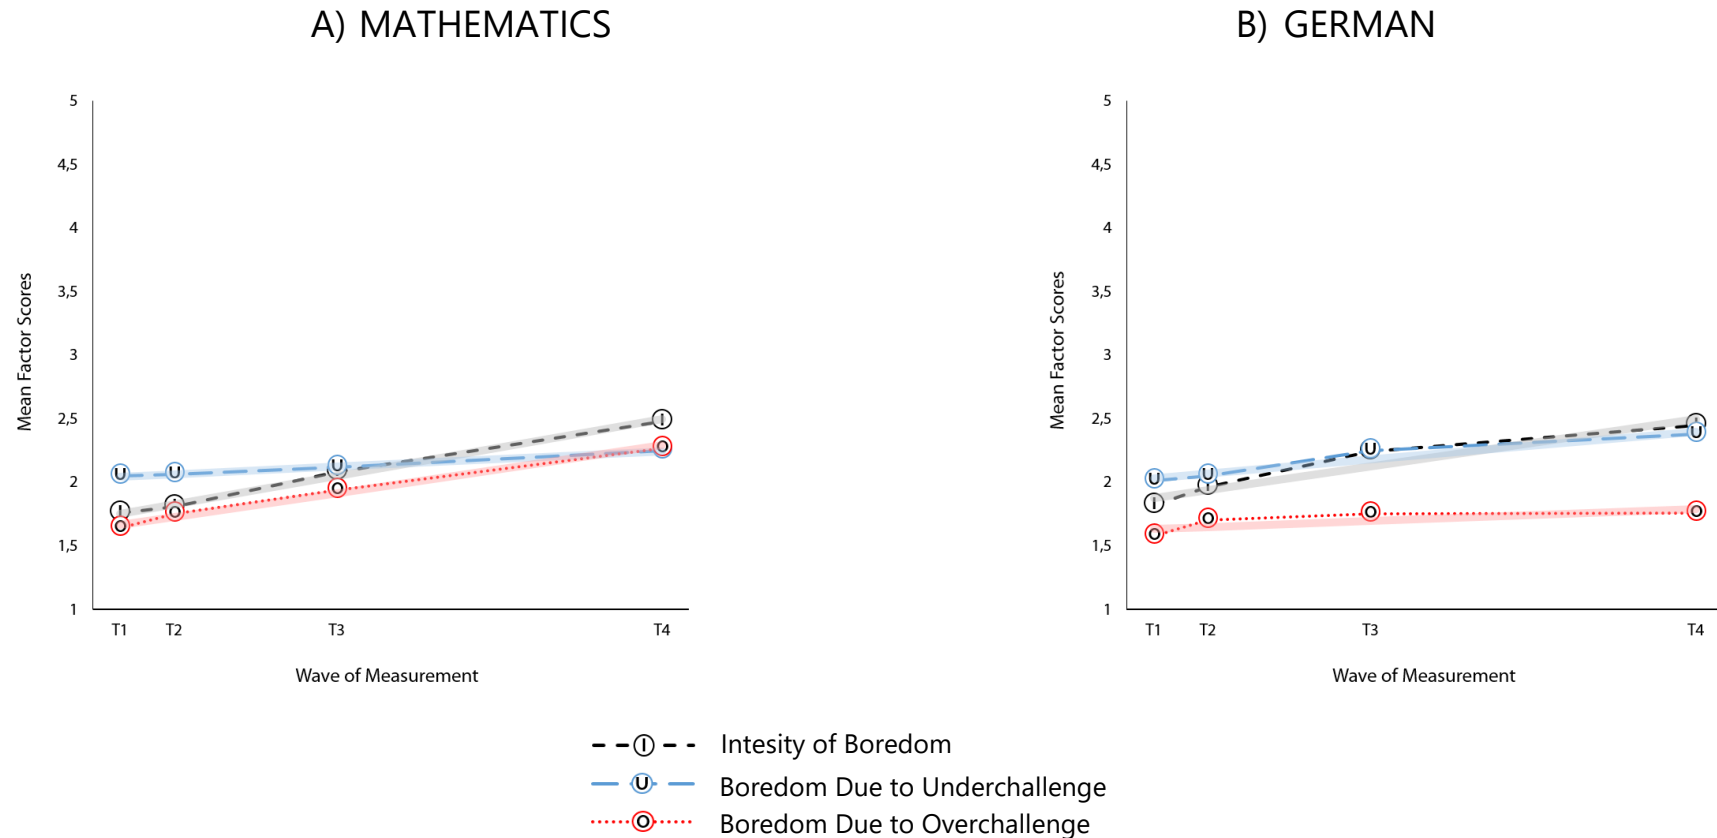 A) MATHEMATICS
5
4,5
4
3,5
3
2,5
2
1,5
1
Mean Factor Scores
U U U
I I I I
O O O O
T1 T2 T3 T4
Wave of Measurement
B) GERMAN
5
4,5
4
3,5
3
2,5
2
1,5
1
Mean Factor Scores
U U U U
I I I
O O O O
T1 T2 T3 T4
Wave of Measurement
I Intesity of Boredom
U Boredom Due to Underchallenge
O Boredom Due to Overchallenge